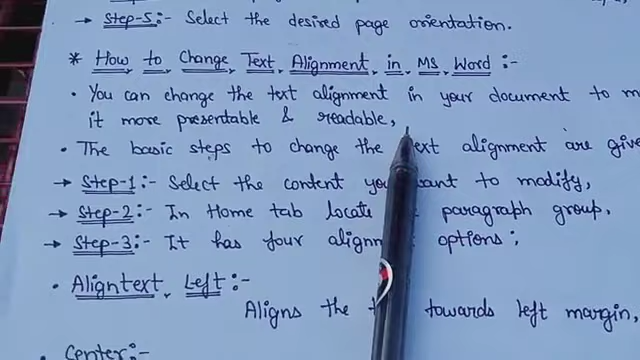 → Step-5:- Select the desired page orientation.
* How to Change Text Alignment in MS Word :-
• You can change the text alignment in your document to m
it more presentable & readable,
• The basic steps to change the text alignment are give
→ Step-1:- Select the content you want to modify,
→ Step-2:- In Home tab locate paragraph group.
→ Step-3:- It has four alignm options;
• Aligntext Left:-
Aligns the t towards left margin,
• Center:-